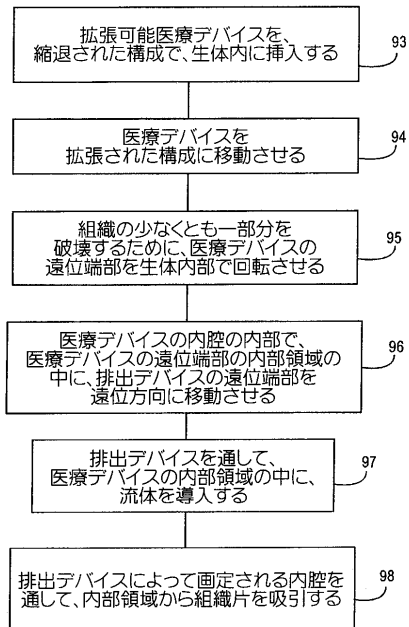 拡張可能医療デバイスを、
縮退された構成で、生体内に挿入する
93
医療デバイスを
拡張された構成に移動させる
94
組織の少なくとも一部分を
破壊するために、医療デバイスの
遠位端部を生体内部で回転させる
95
医療デバイスの内腔の内部で、
医療デバイスの遠位端部の内部領域の
中に、排出デバイスの遠位端部を
遠位方向に移動させる
96
排出デバイスを通して、
医療デバイスの内部領域の中に、
流体を導入する
97
排出デバイスによって画定される内腔を
通して、内部領域から組織片を吸引する
98